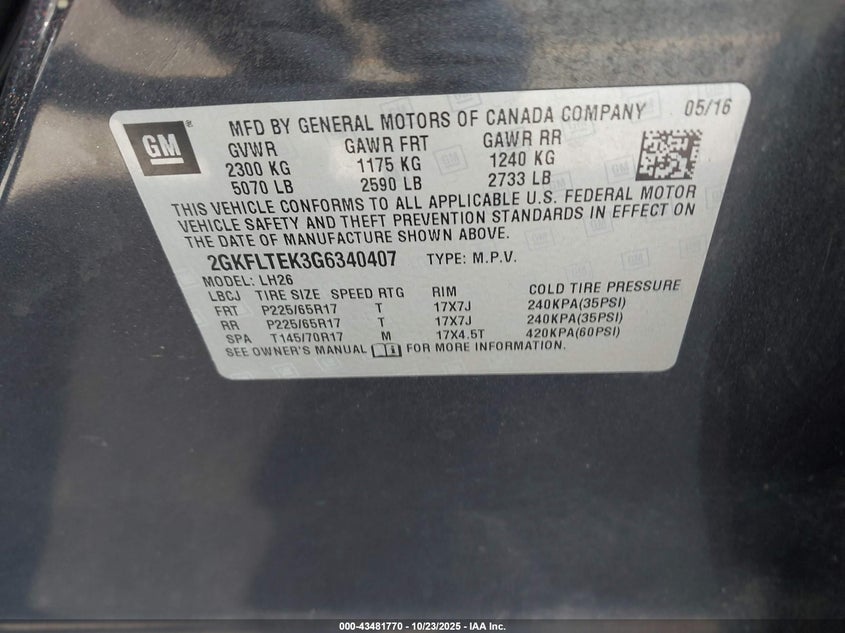 GM ®
MFD BY GENERAL MOTORS OF CANADA COMPANY 05/16
GVWR GAWR FRT GAWR RR
2300 KG 1175 KG 1240 KG
5070 LB 2590 LB 2733 LB
THIS VEHICLE CONFORMS TO ALL APPLICABLE U.S. FEDERAL MOTOR
VEHICLE SAFETY AND THEFT PREVENTION STANDARDS IN EFFECT ON
THE DATE OF MANUFACTURE SHOWN ABOVE.
2GKFLTEK3G6340407 TYPE: M.P.V.
MODEL: LH26
LBCJ TIRE SIZE SPEED RTG RIM COLD TIRE PRESSURE
FRT P225/65R17 T 17X7J 240KPA(35PSI)
RR P225/65R17 T 17X7J 240KPA(35PSI)
SPA T145/70R17 M 17X4.5T 420KPA(60PSI)
SEE OWNER'S MANUAL FOR MORE INFORMATION.
000-43481770 - 10/23/2025 - IAA Inc.